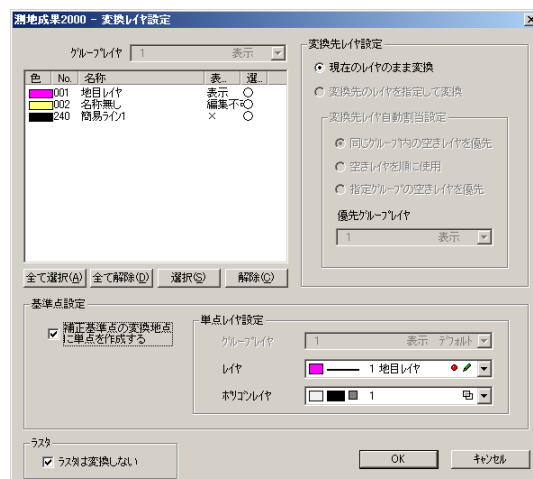 測地成果2000 - 変換レイヤ設定
グループレイヤ 1 表示
色 No. 名称 表... 選...
001 地目レイヤ 表示 ○
002 名称無し 編集不可 ○
240 簡易ライン1 × ○
全て選択(A) 全て解除(D) 選択(S) 解除(C)
変換先レイヤ設定
現在のレイヤのまま変換
変換先のレイヤを指定して変換
変換先レイヤ自動割当設定
同じグループ内の空きレイヤを優先
空きレイヤを順に使用
指定グループの空きレイヤを優先
優先グループレイヤ
1 表示
基準点設定
補正基準点の変換地点
に単点を作成する
単点レイヤ設定
グループレイヤ 1 表示 デフォルト
レイヤ 1 地目レイヤ
ポリゴンレイヤ 1
ラスタ
ラスタは変換しない
OK キャンセル